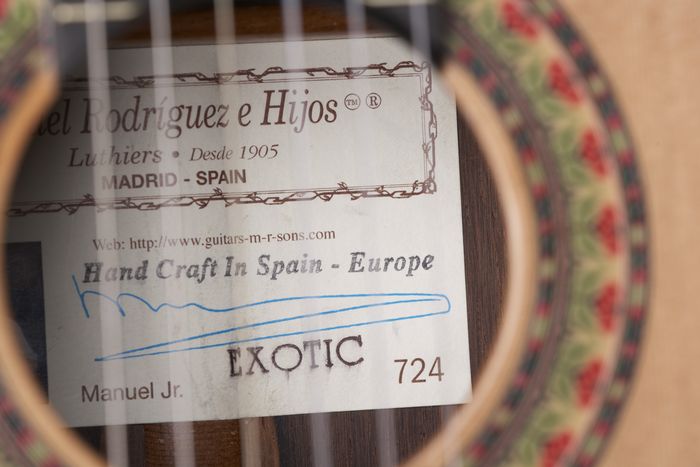 Rodríguez e Hijos ™ ®
Luthiers • Desde 1905
MADRID - SPAIN
Web: http://www.guitars-m-r-sons.com
Hand Craft In Spain - Europe
EXOTIC
724
Manuel Jr.